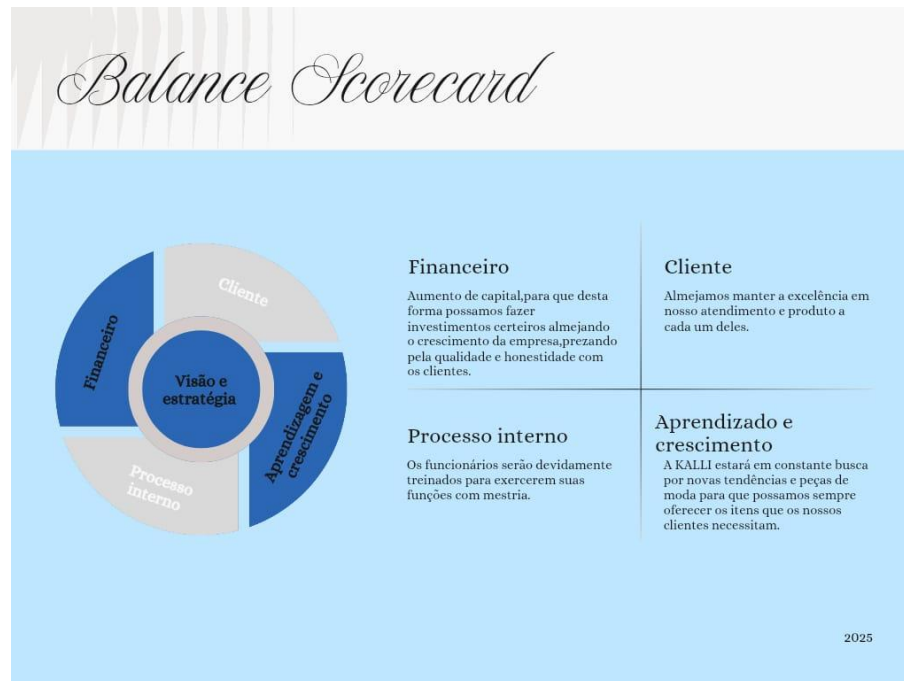 Balance Scorecard
Cliente
Financeiro
Visão e
estratégia
Aprendizagem e
crescimento
Processo
interno
Financeiro
Aumento de capital,para que desta
forma possamos fazer
investimentos certeiros almejando
o crescimento da empresa,prezando
pela qualidade e honestidade com
os clientes.
Cliente
Almejamos manter a excelência em
nosso atendimento e produto a
cada um deles.
Processo interno
Os funcionários serão devidamente
treinados para exercerem suas
funções com mestria.
Aprendizado e
crescimento
A KALLI estará em constante busca
por novas tendências e peças de
moda para que possamos sempre
oferecer os itens que os nossos
clientes necessitam.
2025